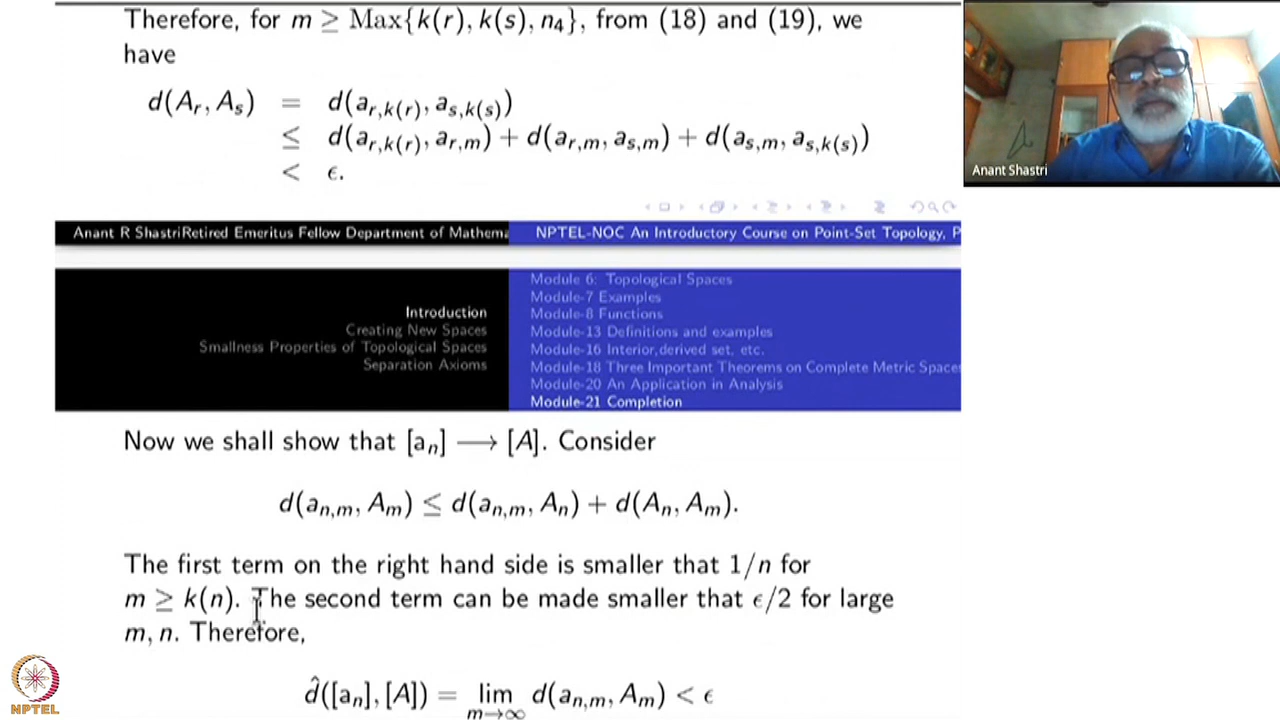 Therefore, for m ≥ Max{k(r), k(s), n₄}, from (18) and (19), we
have
d(A_r, A_s) = d(a_{r,k(r)}, a_{s,k(s)})
≤ d(a_{r,k(r)}, a_{r,m}) + d(a_{r,m}, a_{s,m}) + d(a_{s,m}, a_{s,k(s)})
< ϵ.
Anant Shastri
Anant R ShastriRetired Emeritus Fellow Department of Mathema
NPTEL-NOC An Introductory Course on Point-Set Topology, P
Introduction
Creating New Spaces
Smallness Properties of Topological Spaces
Separation Axioms
Module 6: Topological Spaces
Module-7 Examples
Module-8 Functions
Module-13 Definitions and examples
Module-16 Interior,derived set, etc.
Module-18 Three Important Theorems on Complete Metric Space
Module-20 An Application in Analysis
Module-21 Completion
Now we shall show that [a_n] ⟶ [A]. Consider
d(a_{n,m}, A_m) ≤ d(a_{n,m}, A_n) + d(A_n, A_m).
The first term on the right hand side is smaller that 1/n for
m ≥ k(n). The second term can be made smaller that ϵ/2 for large
m, n. Therefore,
d̂([a_n], [A]) = lim_{m→∞} d(a_{n,m}, A_m) < ϵ
NPTEL